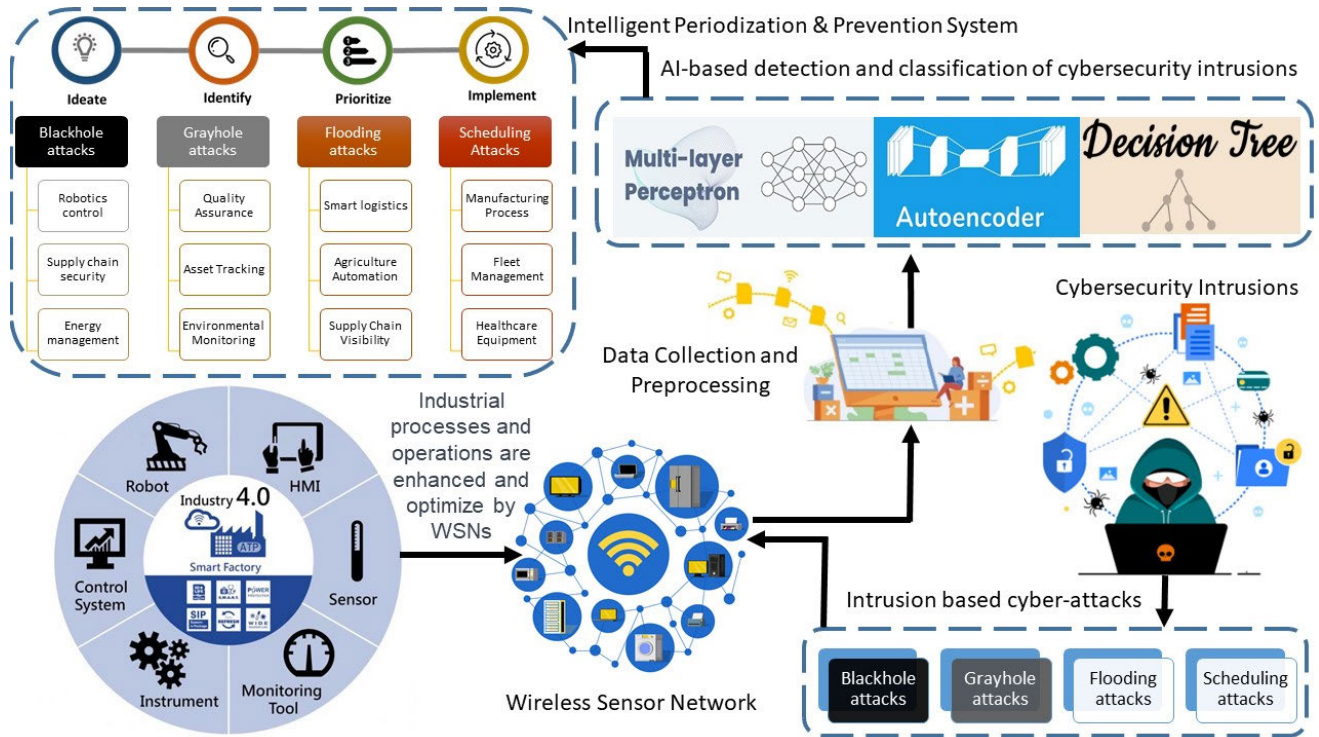 Intelligent Periodization & Prevention System
AI-based detection and classification of cybersecurity intrusions
Ideate
Identify
Prioritize
Implement
Blackhole
attacks
Grayhole
attacks
Flooding
attacks
Scheduling
Attacks
Robotics
control
Quality
Assurance
Smart logistics
Manufacturing
Process
Supply chain
security
Asset Tracking
Agriculture
Automation
Fleet
Management
Energy
management
Environmental
Monitoring
Supply Chain
Visibility
Healthcare
Equipment
Multi-layer
Perceptron
Autoencoder
Decision Tree
Data Collection and
Preprocessing
Cybersecurity Intrusions
Industrial
processes and
operations are
enhanced and
optimize by
WSNs
Robot
HMI
Control
System
Sensor
Instrument
Monitoring
Tool
Industry 4.0
ATP
Smart Factory
POWER
SIP
REFRESH
WIDE
Wireless Sensor Network
Intrusion based cyber-attacks
Blackhole
attacks
Grayhole
attacks
Flooding
attacks
Scheduling
attacks